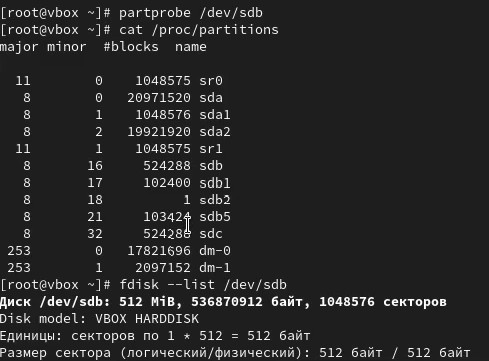 [root@vbox ~]# partprobe /dev/sdb
[root@vbox ~]# cat /proc/partitions
major minor  #blocks  name

  11        0    1048575 sr0
   8        0   20971520 sda
   8        1    1048576 sda1
   8        2   19921920 sda2
  11        1    1048575 sr1
   8       16     524288 sdb
   8       17     102400 sdb1
   8       18          1 sdb2
   8       21     103424 sdb5
   8       32     524288 sdc
 253        0   17821696 dm-0
 253        1    2097152 dm-1
[root@vbox ~]# fdisk --list /dev/sdb
Диск /dev/sdb: 512 MiB, 536870912 байт, 1048576 секторов
Disk model: VBOX HARDDISK
Единицы: секторов по 1 * 512 = 512 байт
Размер сектора (логический/физический): 512 байт / 512 байт